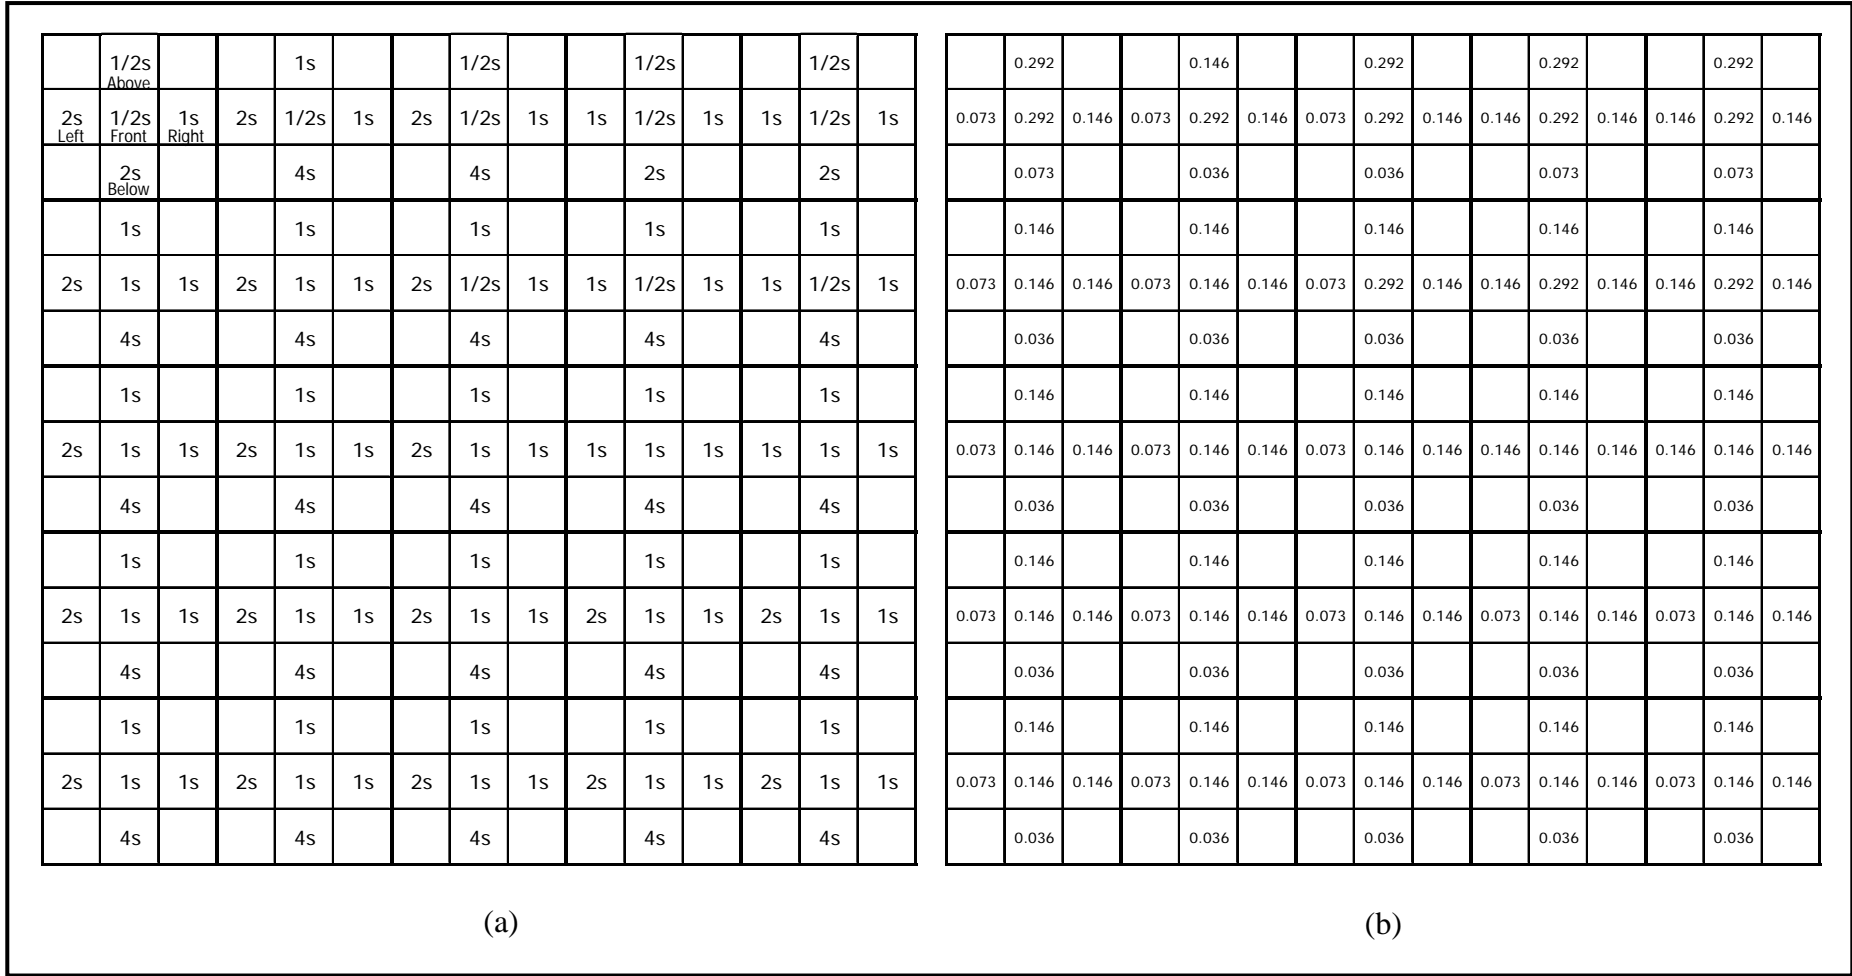 1/2s 1s 1/2s 1/2s 1/2s 0.292 0.146 0.292 0.292 0.292
Above
2s 1/2s 1s 2s 1/2s 1s 2s 1/2s 1s 1s 1/2s 1s 1s 1/2s 1s 0.073 0.292 0.146 0.073 0.292 0.146 0.073 0.292 0.146 0.146 0.292 0.146 0.146 0.292 0.146
Left Front Right
2s 4s 4s 2s 2s 0.073 0.036 0.036 0.073 0.073
Below
1s 1s 1s 1s 1s 0.146 0.146 0.146 0.146 0.146
2s 1s 1s 2s 1s 1s 2s 1/2s 1s 1s 1/2s 1s 1s 1/2s 1s 0.073 0.146 0.146 0.073 0.146 0.146 0.073 0.292 0.146 0.146 0.292 0.146 0.146 0.292 0.146
4s 4s 4s 4s 4s 0.036 0.036 0.036 0.036 0.036
1s 1s 1s 1s 1s 0.146 0.146 0.146 0.146 0.146
2s 1s 1s 2s 1s 1s 2s 1s 1s 1s 1s 1s 1s 1s 1s 0.073 0.146 0.146 0.073 0.146 0.146 0.073 0.146 0.146 0.146 0.146 0.146 0.146 0.146 0.146
4s 4s 4s 4s 4s 0.036 0.036 0.036 0.036 0.036
1s 1s 1s 1s 1s 0.146 0.146 0.146 0.146 0.146
2s 1s 1s 2s 1s 1s 2s 1s 1s 2s 1s 1s 2s 1s 1s 0.073 0.146 0.146 0.073 0.146 0.146 0.073 0.146 0.146 0.073 0.146 0.146 0.073 0.146 0.146
4s 4s 4s 4s 4s 0.036 0.036 0.036 0.036 0.036
1s 1s 1s 1s 1s 0.146 0.146 0.146 0.146 0.146
2s 1s 1s 2s 1s 1s 2s 1s 1s 2s 1s 1s 2s 1s 1s 0.073 0.146 0.146 0.073 0.146 0.146 0.073 0.146 0.146 0.073 0.146 0.146 0.073 0.146 0.146
4s 4s 4s 4s 4s 0.036 0.036 0.036 0.036 0.036
(a) (b)